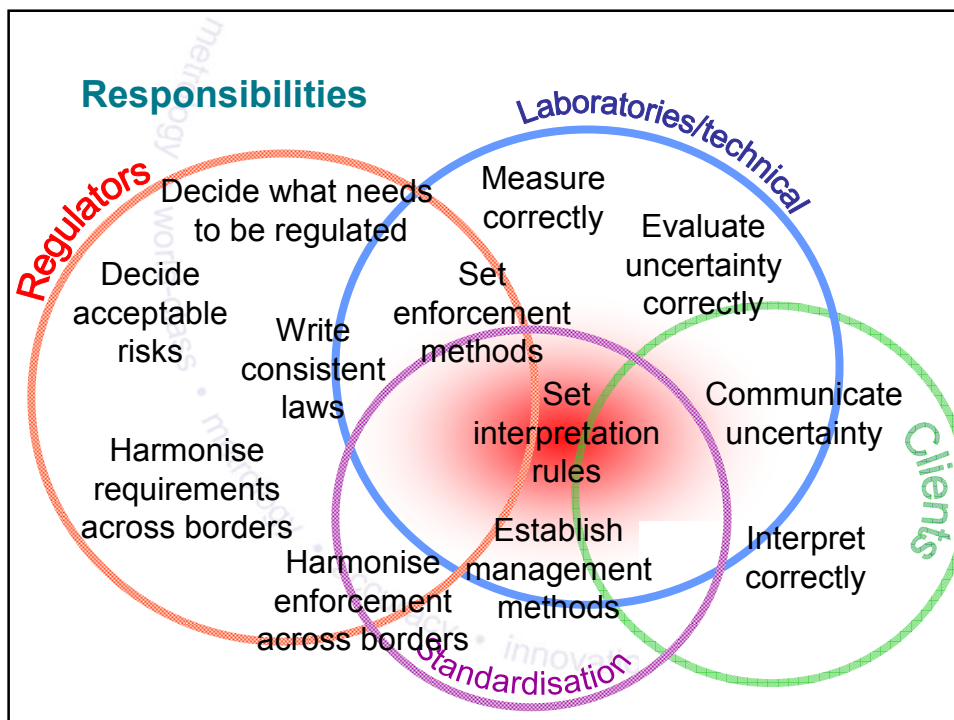 Responsibilities
Regulators
Laboratories/technical
Clients
Standardisation
Decide what needs
to be regulated
Measure
correctly
Evaluate
uncertainty
correctly
Decide
acceptable
risks
Set
enforcement
methods
Write
consistent
laws
Set
interpretation
rules
Communicate
uncertainty
Harmonise
requirements
across borders
Establish
management
methods
Interpret
correctly
Harmonise
enforcement
across borders
metrology
metrology